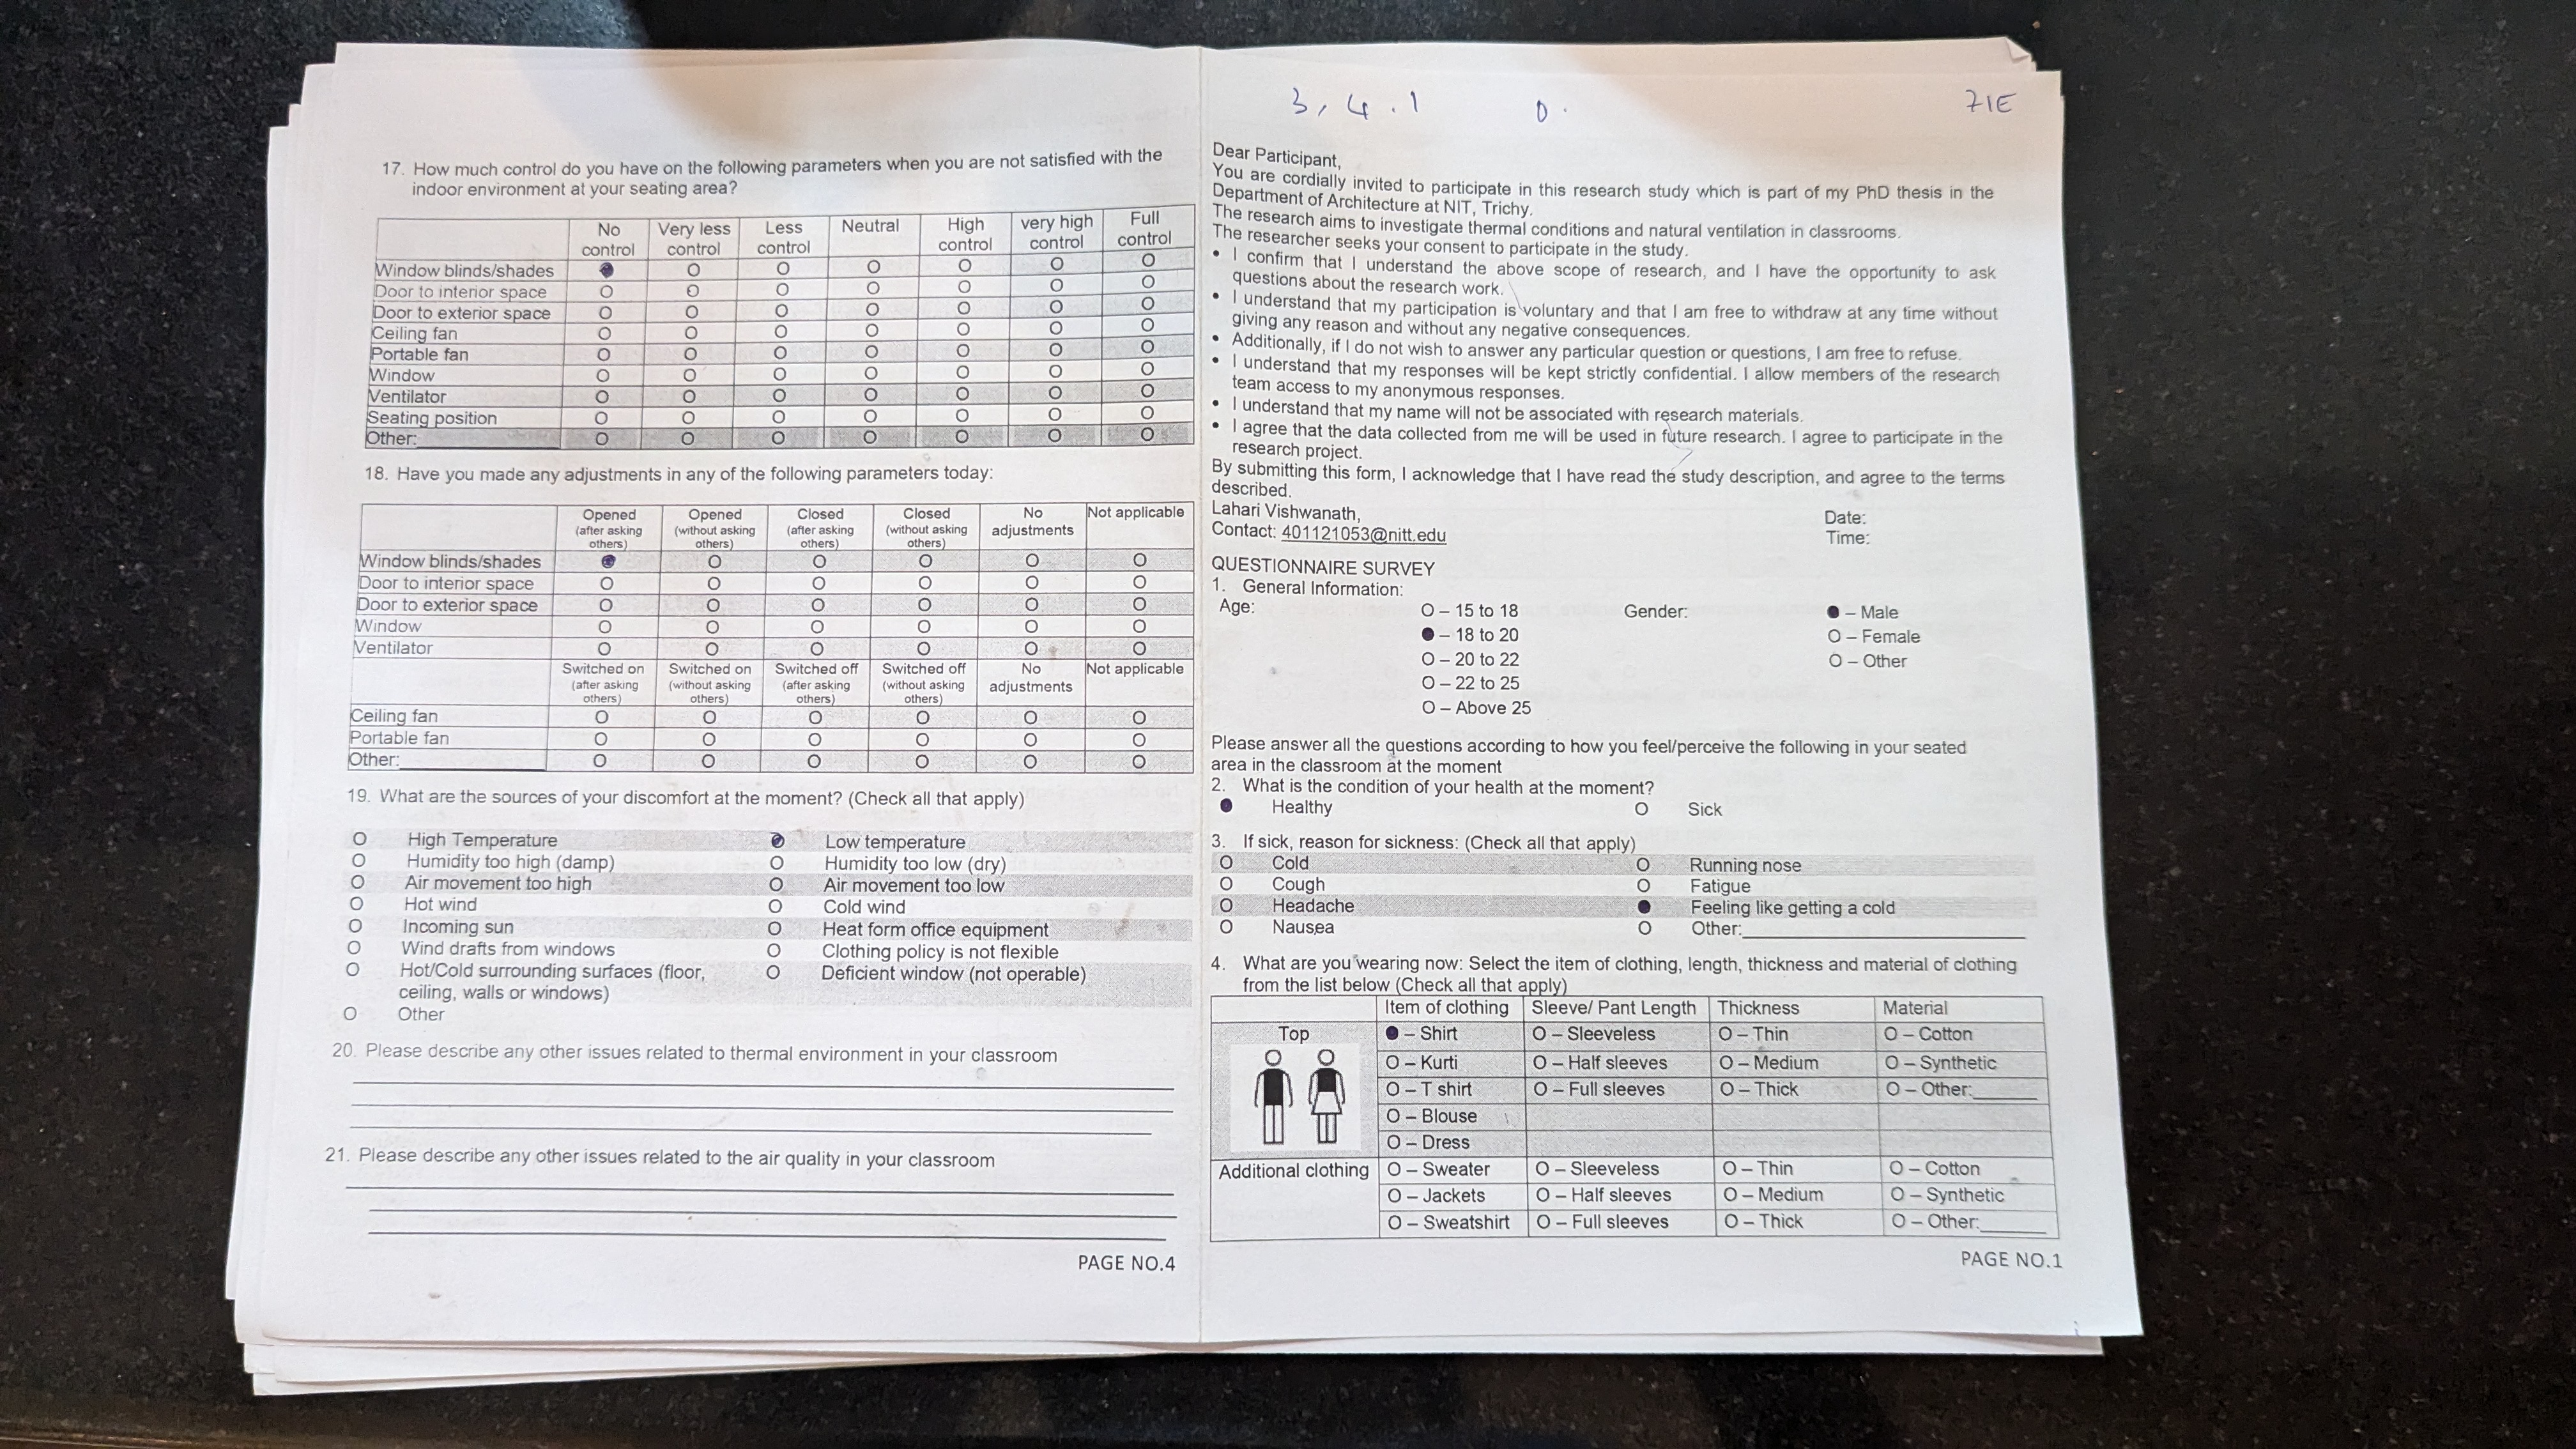 17. How much control do you have on the following parameters when you are not satisfied with the
indoor environment at your seating area?
No control Very less control Less control Neutral High control very high control Full control
Window blinds/shades ● O O O O O O
Door to interior space O O O O O O O
Door to exterior space O O O O O O O
Ceiling fan O O O O O O O
Portable fan O O O O O O O
Window O O O O O O O
Ventilator O O O O O O O
Seating position O O O O O O O
Other:________ O O O O O O O
18. Have you made any adjustments in any of the following parameters today:
Opened (after asking others) Opened (without asking others) Closed (after asking others) Closed (without asking others) No adjustments Not applicable
Window blinds/shades ● O O O O O
Door to interior space O O O O O O
Door to exterior space O O O O O O
Window O O O O O O
Ventilator O O O O O O
Switched on (after asking others) Switched on (without asking others) Switched off (after asking others) Switched off (without asking others) No adjustments Not applicable
Ceiling fan O O O O O O
Portable fan O O O O O O
Other:________ O O O O O O
19. What are the sources of your discomfort at the moment? (Check all that apply)
O High Temperature ● Low temperature
O Humidity too high (damp) O Humidity too low (dry)
O Air movement too high O Air movement too low
O Hot wind O Cold wind
O Incoming sun O Heat form office equipment
O Wind drafts from windows O Clothing policy is not flexible
O Hot/Cold surrounding surfaces (floor, O Deficient window (not operable)
ceiling, walls or windows)
O Other
20. Please describe any other issues related to thermal environment in your classroom
21. Please describe any other issues related to the air quality in your classroom
PAGE NO.4
3, 4.1 0. 71E
Dear Participant,
You are cordially invited to participate in this research study which is part of my PhD thesis in the
Department of Architecture at NIT, Trichy.
The research aims to investigate thermal conditions and natural ventilation in classrooms.
The researcher seeks your consent to participate in the study.
• I confirm that I understand the above scope of research, and I have the opportunity to ask
questions about the research work.
• I understand that my participation is voluntary and that I am free to withdraw at any time without
giving any reason and without any negative consequences.
• Additionally, if I do not wish to answer any particular question or questions, I am free to refuse.
• I understand that my responses will be kept strictly confidential. I allow members of the research
team access to my anonymous responses.
• I understand that my name will not be associated with research materials.
• I agree that the data collected from me will be used in future research. I agree to participate in the
research project.
By submitting this form, I acknowledge that I have read the study description, and agree to the terms
described.
Lahari Vishwanath, Date:
Contact: 401121053@nitt.edu Time:
QUESTIONNAIRE SURVEY
1. General Information:
Age: O – 15 to 18 Gender: ● – Male
● – 18 to 20 O – Female
O – 20 to 22 O – Other
O – 22 to 25
O – Above 25
Please answer all the questions according to how you feel/perceive the following in your seated
area in the classroom at the moment
2. What is the condition of your health at the moment?
● Healthy O Sick
3. If sick, reason for sickness: (Check all that apply)
O Cold O Running nose
O Cough O Fatigue
O Headache ● Feeling like getting a cold
O Nausea O Other:________
4. What are you wearing now: Select the item of clothing, length, thickness and material of clothing
from the list below (Check all that apply)
Item of clothing Sleeve/ Pant Length Thickness Material
Top ● – Shirt O – Sleeveless O – Thin O – Cotton
O – Kurti O – Half sleeves O – Medium O – Synthetic
O – T shirt O – Full sleeves O – Thick O – Other:______
O – Blouse
O – Dress
Additional clothing O – Sweater O – Sleeveless O – Thin O – Cotton
O – Jackets O – Half sleeves O – Medium O – Synthetic
O – Sweatshirt O – Full sleeves O – Thick O – Other:______
PAGE NO.1